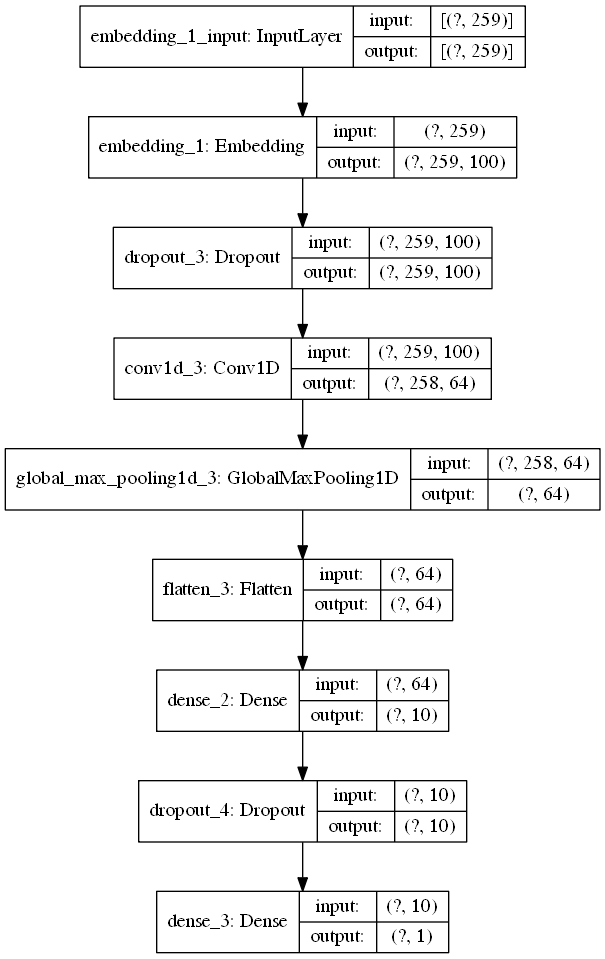 embedding_1_input: InputLayer input: [(?, 259)]
output: [(?, 259)]
embedding_1: Embedding input: (?, 259)
output: (?, 259, 100)
dropout_3: Dropout input: (?, 259, 100)
output: (?, 259, 100)
conv1d_3: Conv1D input: (?, 259, 100)
output: (?, 258, 64)
global_max_pooling1d_3: GlobalMaxPooling1D input: (?, 258, 64)
output: (?, 64)
flatten_3: Flatten input: (?, 64)
output: (?, 64)
dense_2: Dense input: (?, 64)
output: (?, 10)
dropout_4: Dropout input: (?, 10)
output: (?, 10)
dense_3: Dense input: (?, 10)
output: (?, 1)